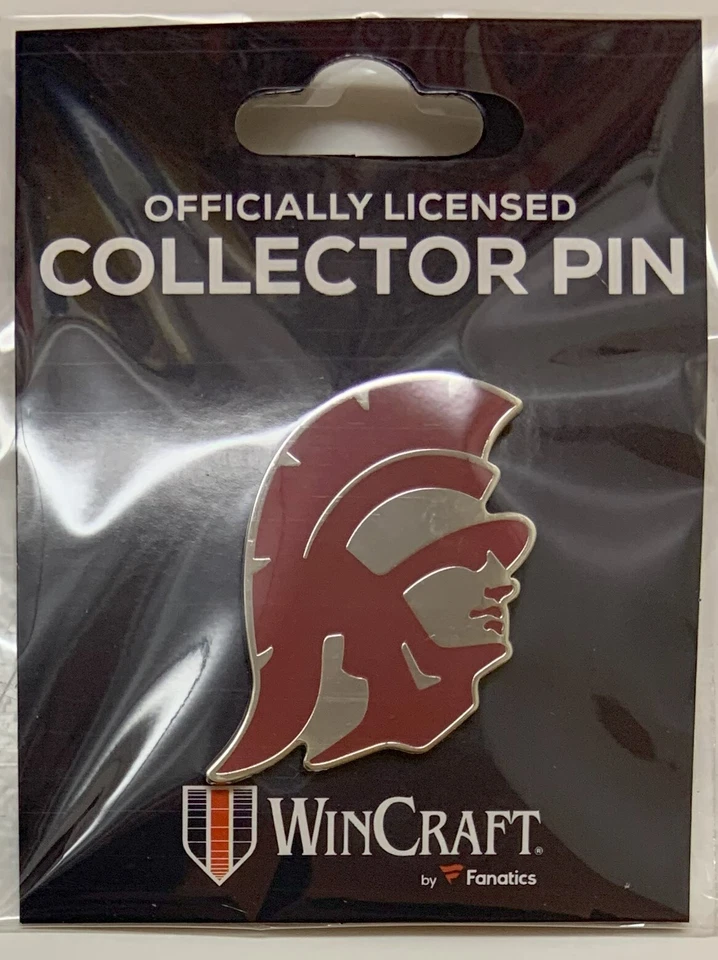 OFFICIALLY LICENSED
COLLECTOR PIN
WINCRAFT®
by Fanatics